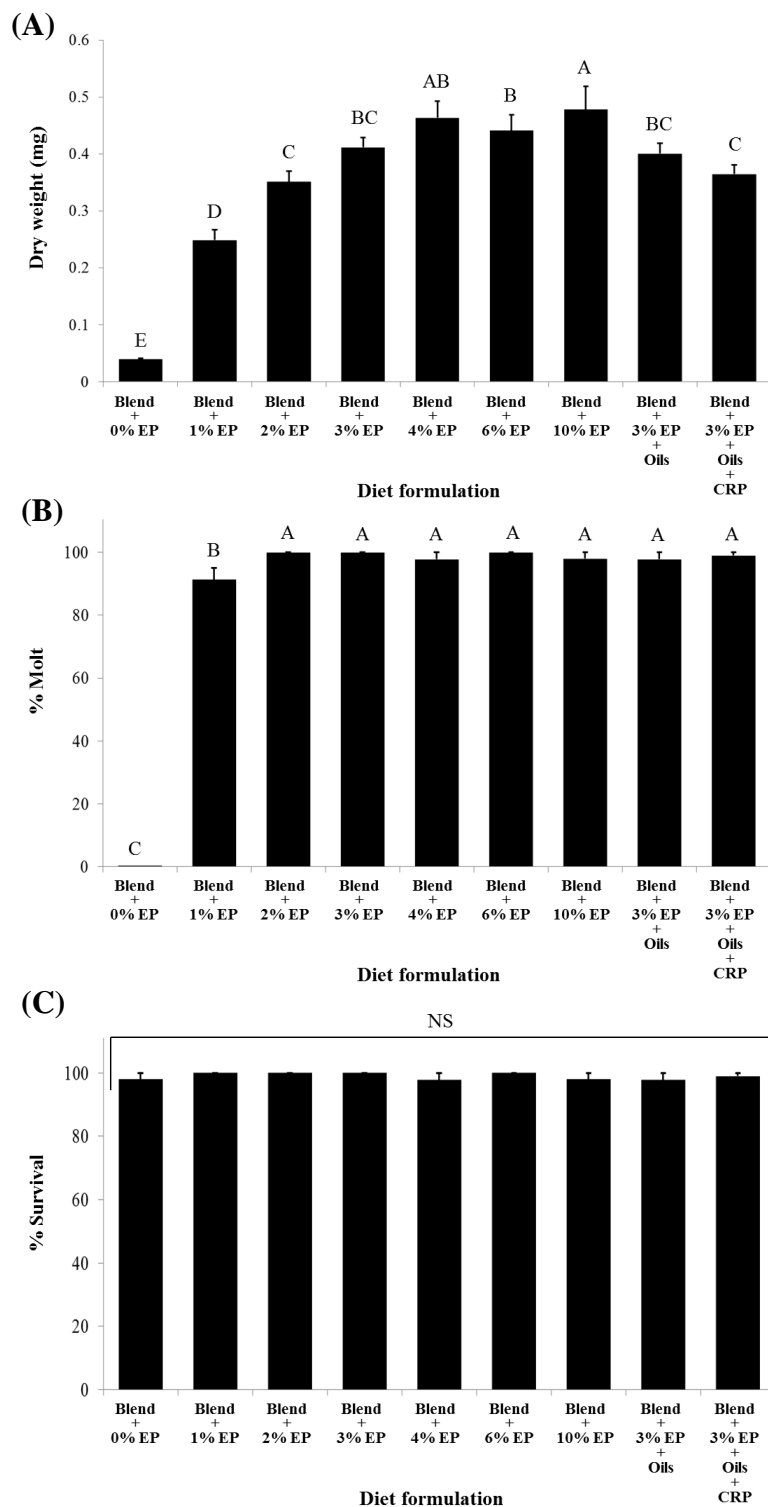 (A)
0.6
0.5
0.4
0.3
0.2
0.1
0
Dry weight (mg)
E
D
C
BC
AB
B
A
BC
C
Blend + 0% EP
Blend + 1% EP
Blend + 2% EP
Blend + 3% EP
Blend + 4% EP
Blend + 6% EP
Blend + 10% EP
Blend + 3% EP + Oils
Blend + 3% EP + Oils + CRP
Diet formulation
(B)
100
80
60
40
20
0
% Molt
C
B
A
A
A
A
A
A
A
Blend + 0% EP
Blend + 1% EP
Blend + 2% EP
Blend + 3% EP
Blend + 4% EP
Blend + 6% EP
Blend + 10% EP
Blend + 3% EP + Oils
Blend + 3% EP + Oils + CRP
Diet formulation
(C)
NS
100
80
60
40
20
0
% Survival
Blend + 0% EP
Blend + 1% EP
Blend + 2% EP
Blend + 3% EP
Blend + 4% EP
Blend + 6% EP
Blend + 10% EP
Blend + 3% EP + Oils
Blend + 3% EP + Oils + CRP
Diet formulation